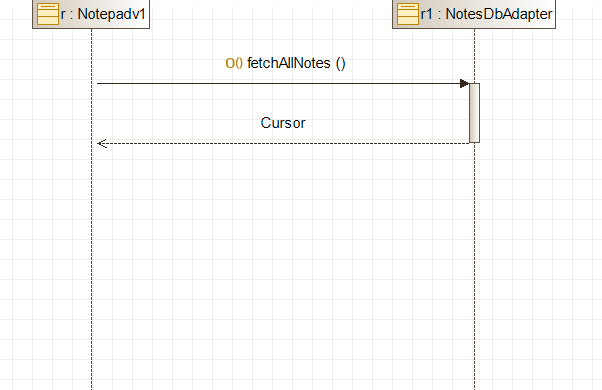 r : Notepadv1
r1 : NotesDbAdapter
O() fetchAllNotes ()
Cursor